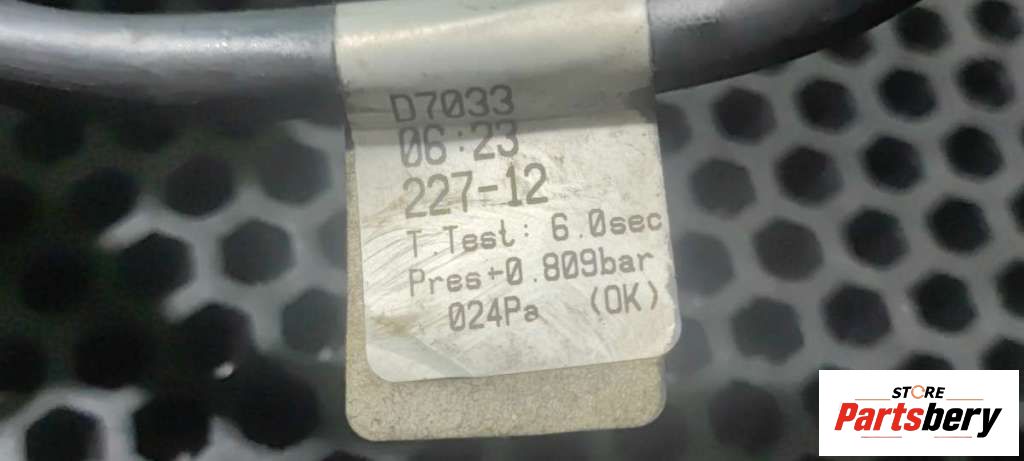 D7033
06:23
227-12
T.Test: 6.0sec
Pres+0.809bar
024Pa (OK)
STORE
Partsbery